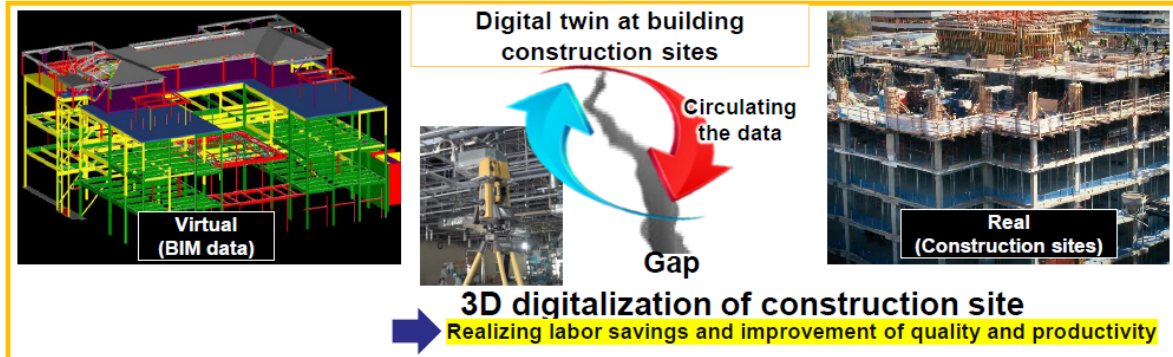 Digital twin at building
construction sites
Circulating
the data
Virtual
(BIM data)
Real
(Construction sites)
Gap
3D digitalization of construction site
Realizing labor savings and improvement of quality and productivity